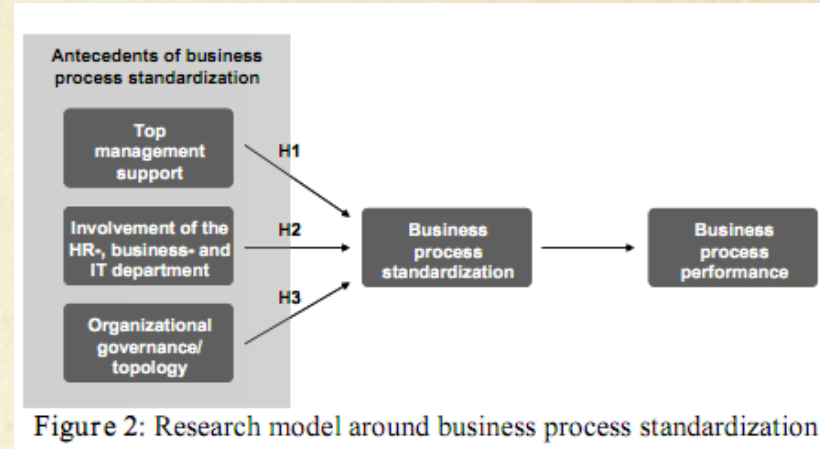 Antecedents of business
process standardization
Top
management
support
H1
Involvement of the
HR-, business- and
IT department
H2
Business
process
standardization
Business
process
performance
Organizational
governance/
topology
H3
Figure 2: Research model around business process standardization